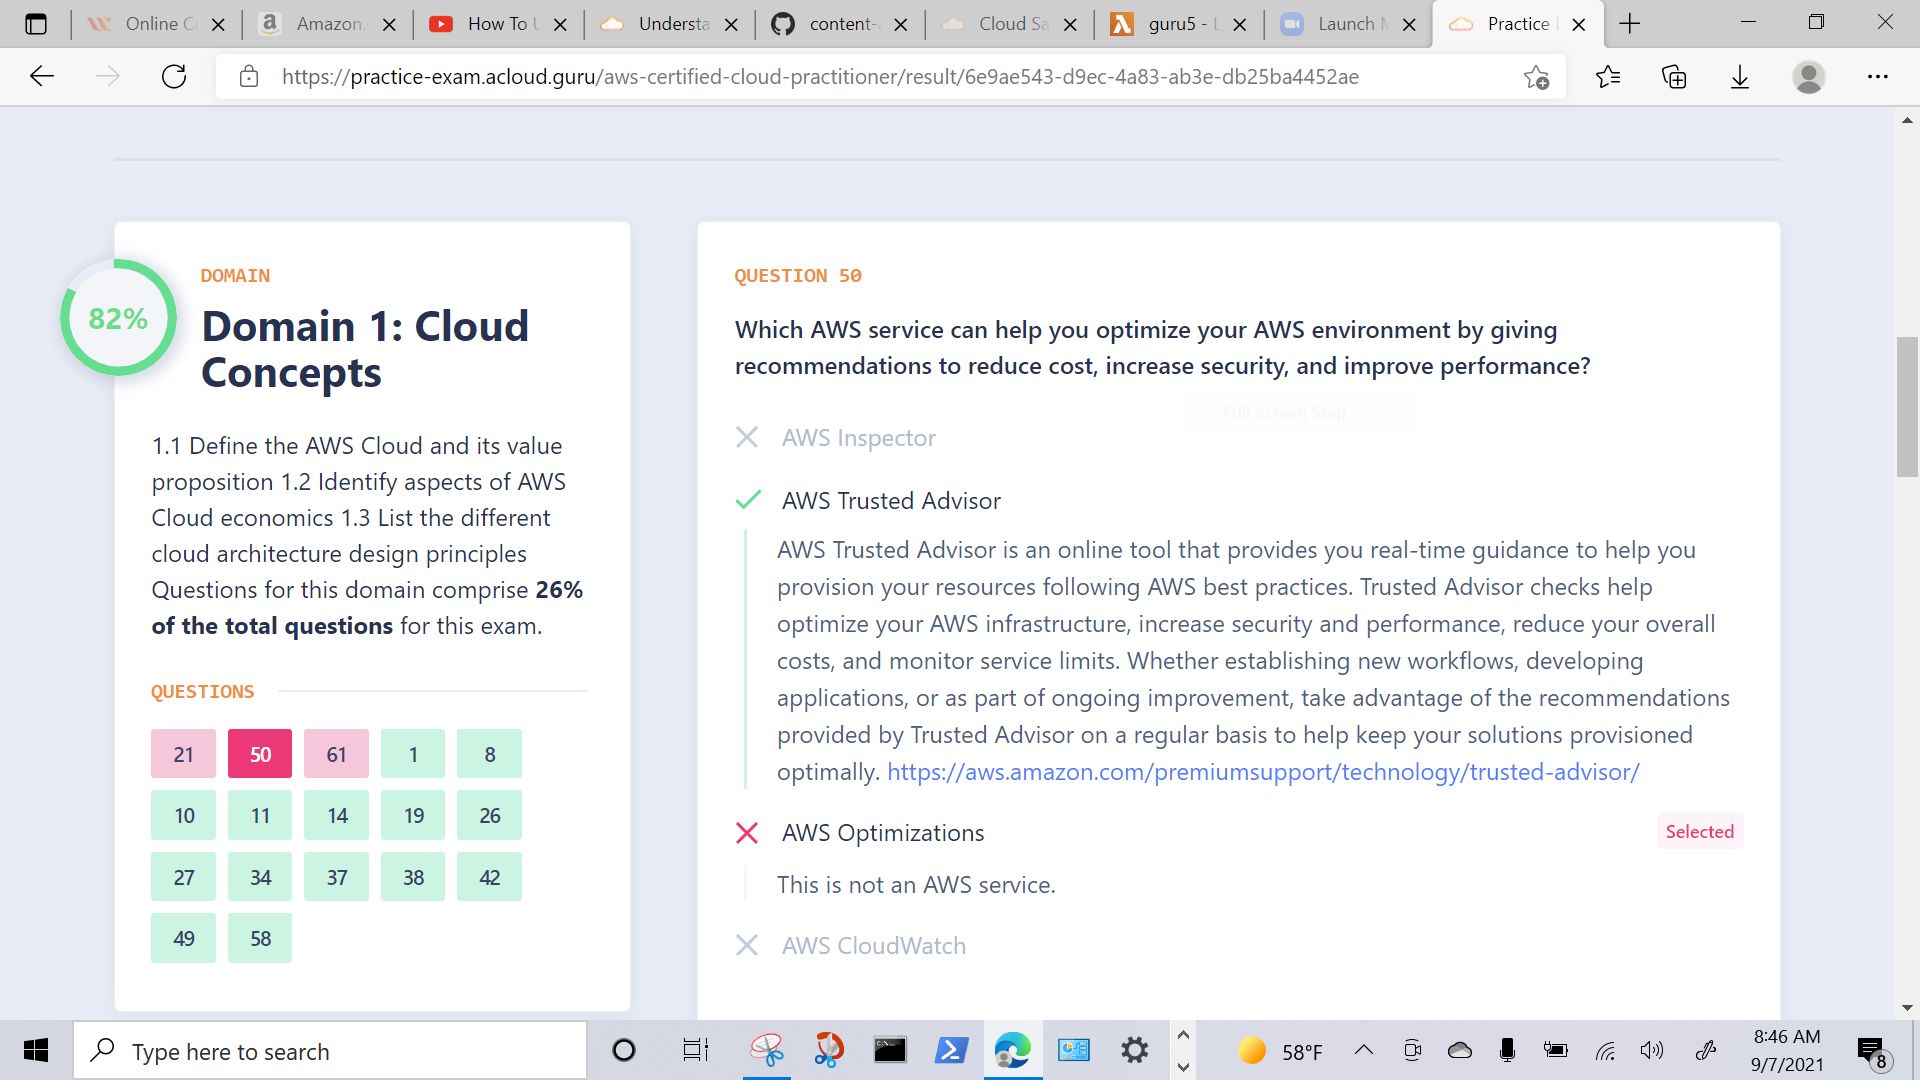 Online C
Amazon.
How To U
Understa
content-
Cloud Sa
guru5 - L
Launch M
Practice
https://practice-exam.acloud.guru/aws-certified-cloud-practitioner/result/6e9ae543-d9ec-4a83-ab3e-db25ba4452ae
82%
DOMAIN
Domain 1: Cloud
Concepts
1.1 Define the AWS Cloud and its value
proposition 1.2 Identify aspects of AWS
Cloud economics 1.3 List the different
cloud architecture design principles
Questions for this domain comprise 26%
of the total questions for this exam.
QUESTIONS
21 50 61 1 8
10 11 14 19 26
27 34 37 38 42
49 58
QUESTION 50
Which AWS service can help you optimize your AWS environment by giving
recommendations to reduce cost, increase security, and improve performance?
Full-screen Snip
AWS Inspector
AWS Trusted Advisor
AWS Trusted Advisor is an online tool that provides you real-time guidance to help you
provision your resources following AWS best practices. Trusted Advisor checks help
optimize your AWS infrastructure, increase security and performance, reduce your overall
costs, and monitor service limits. Whether establishing new workflows, developing
applications, or as part of ongoing improvement, take advantage of the recommendations
provided by Trusted Advisor on a regular basis to help keep your solutions provisioned
optimally. https://aws.amazon.com/premiumsupport/technology/trusted-advisor/
AWS Optimizations
Selected
This is not an AWS service.
AWS CloudWatch
Type here to search
58°F
8:46 AM
9/7/2021
8